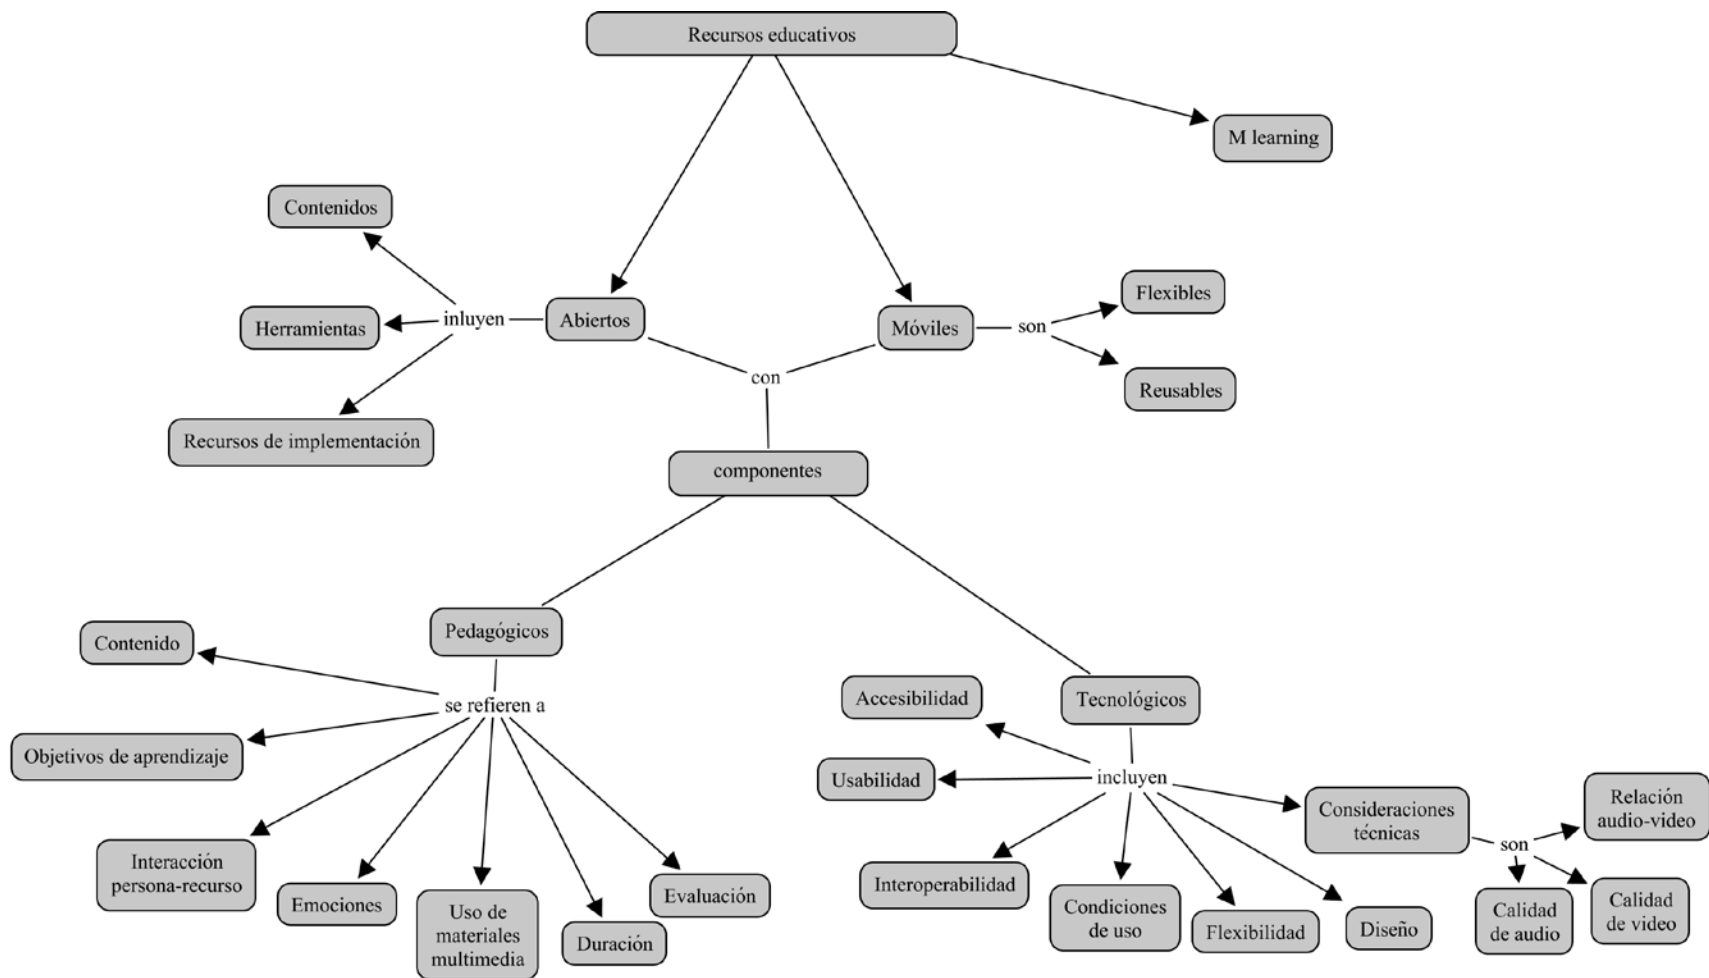 Recursos educativos
M learning
Contenidos
Herramientas
inluyen
Abiertos
Recursos de implementación
Móviles
son
Flexibles
Reusables
con
componentes
Pedagógicos
se refieren a
Contenido
Objetivos de aprendizaje
Interacción
persona-recurso
Emociones
Uso de
materiales
multimedia
Duración
Evaluación
Tecnológicos
incluyen
Accesibilidad
Usabilidad
Interoperabilidad
Condiciones
de uso
Flexibilidad
Diseño
Consideraciones
técnicas
son
Relación
audio-video
Calidad
de audio
Calidad
de video